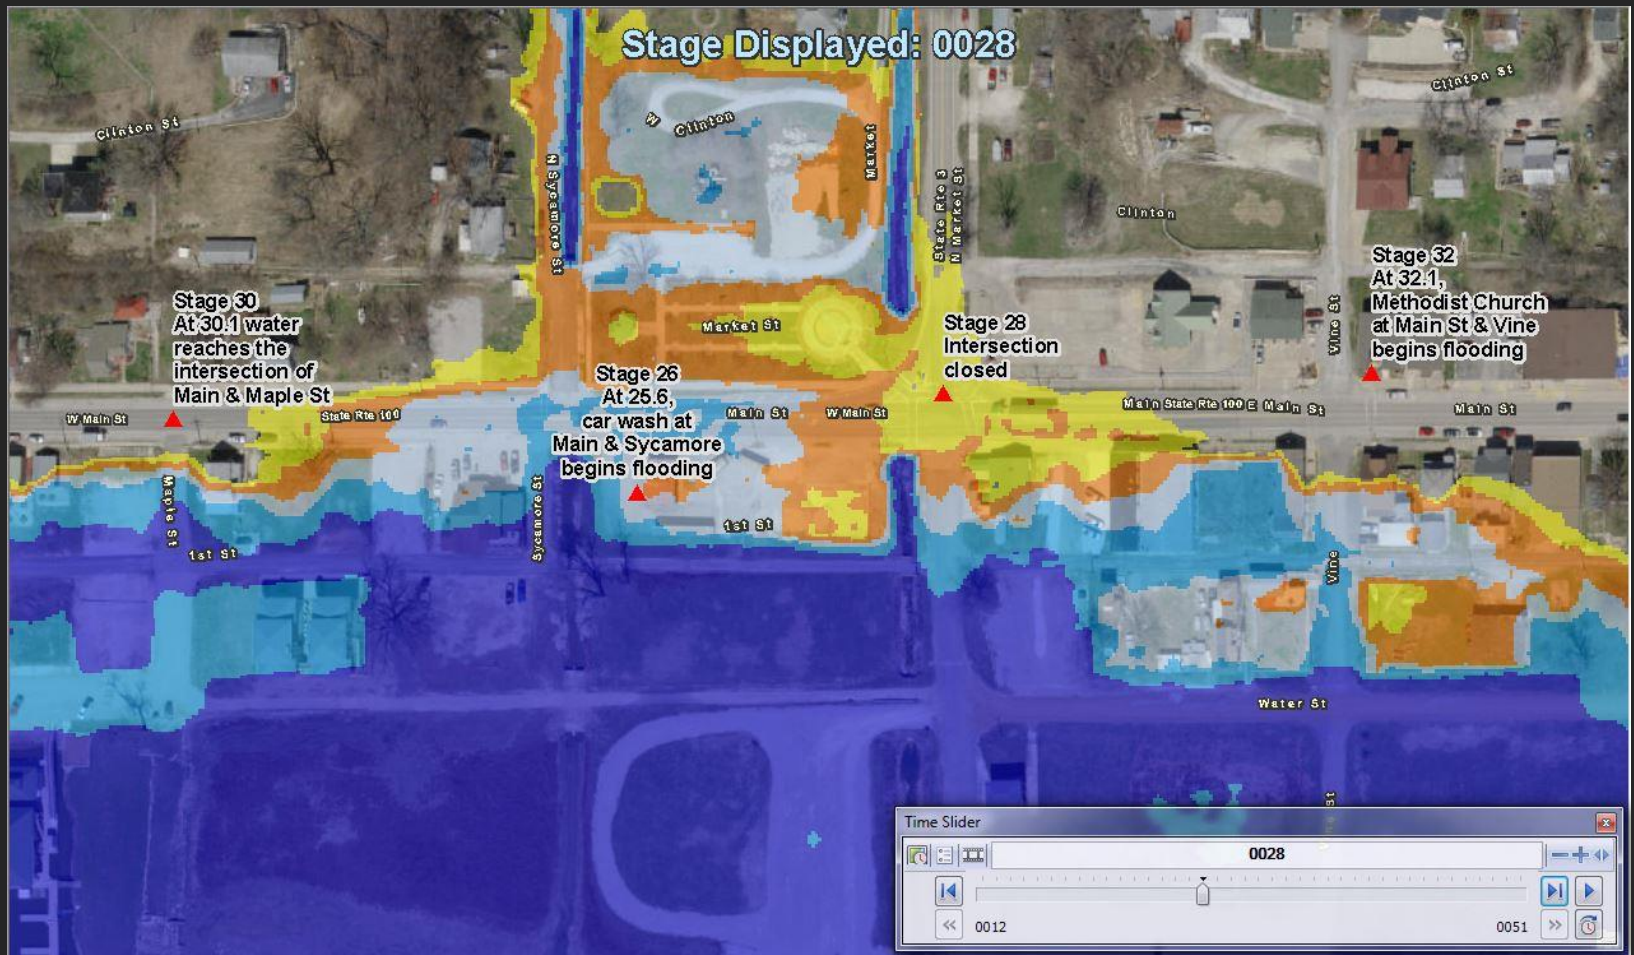 Stage Displayed: 0028
Clinton St
Clinton St
W Clinton
Market
N Sycamore St
State Rte 3
N Market St
Clinton
Stage 30
At 30.1 water
reaches the
intersection of
Main & Maple St
Market St
Stage 28
Intersection
closed
Vine St
Stage 32
At 32.1,
Methodist Church
at Main St & Vine
begins flooding
W Main St
State Rte 100
Stage 26
At 25.6,
car wash at
Main & Sycamore
begins flooding
Main St
W Main St
Main State Rte 100 E Main St
Main St
Maple St
1st St
Sycamore St
1st St
Vine
Water St
Time Slider
0028
0012
0051